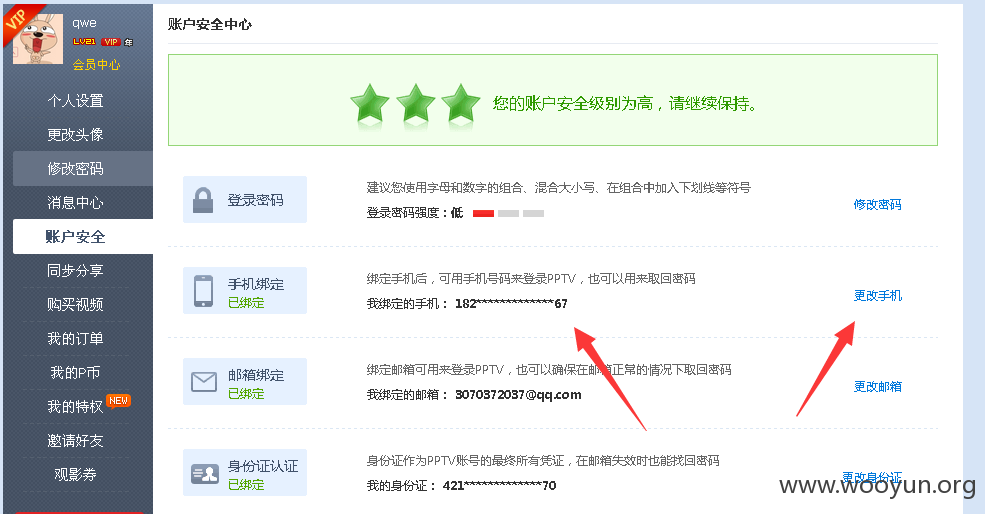 VIP
qwe
LV21 VIP 年
会员中心
个人设置
更改头像
修改密码
消息中心
账户安全
同步分享
购买视频
我的订单
我的P币
我的特权 NEW
邀请好友
观影券
账户安全中心
您的账户安全级别为高，请继续保持。
登录密码
建议您使用字母和数字的组合、混合大小写、在组合中加入下划线等符号
登录密码强度：低
修改密码
手机绑定
已绑定
绑定手机后，可用手机号码来登录PPTV，也可以用来取回密码
我绑定的手机： 182*************67
更改手机
邮箱绑定
已绑定
绑定邮箱可用来登录PPTV，也可以确保在邮箱正常的情况下取回密码
我绑定的邮箱： 3070372037@qq.com
更改邮箱
身份证认证
已绑定
身份证作为PPTV账号的最终所有凭证，在邮箱失效时也能找回密码
我的身份证： 421*************70
更改身份证
www.wooyun.org